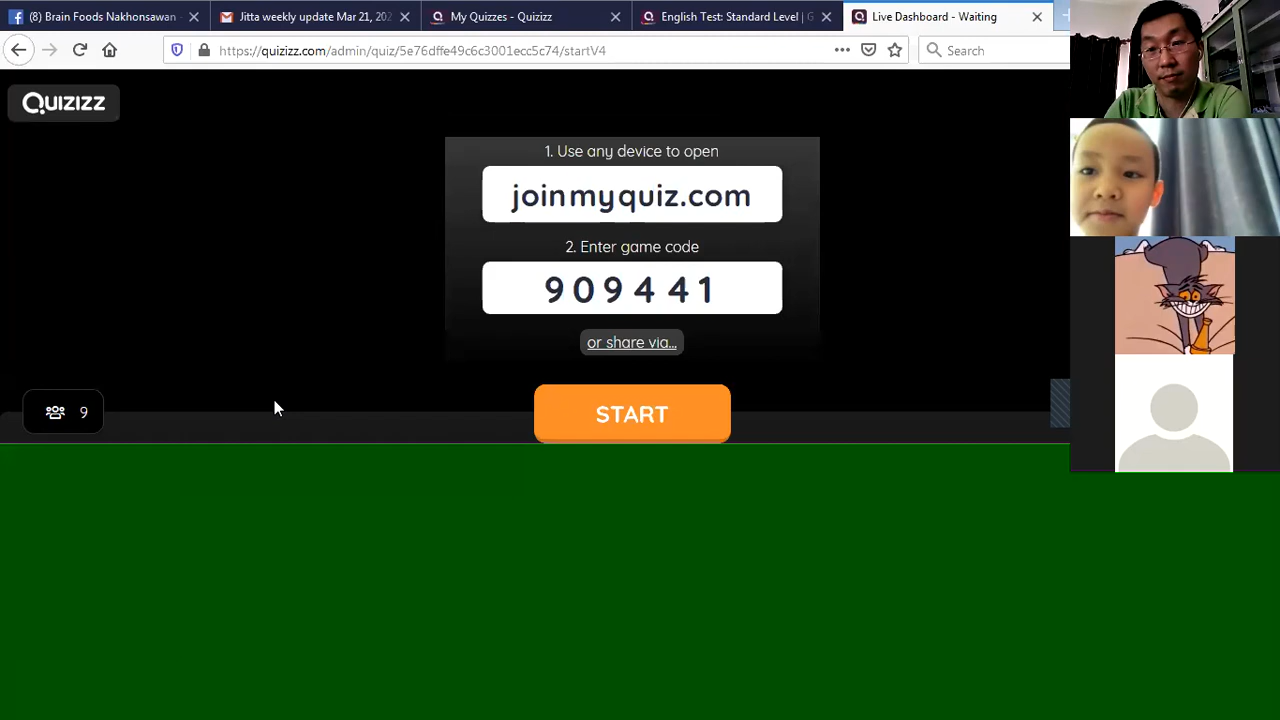 (8) Brain Foods Nakhonsawan
Jitta weekly update Mar 21, 202
My Quizzes - Quizizz
English Test: Standard Level | G
Live Dashboard - Waiting
https://quizizz.com/admin/quiz/5e76dffe49c6c3001ecc5c74/startV4
Search
Quizizz
1. Use any device to open
joinmyquiz.com
2. Enter game code
909441
or share via...
9
START